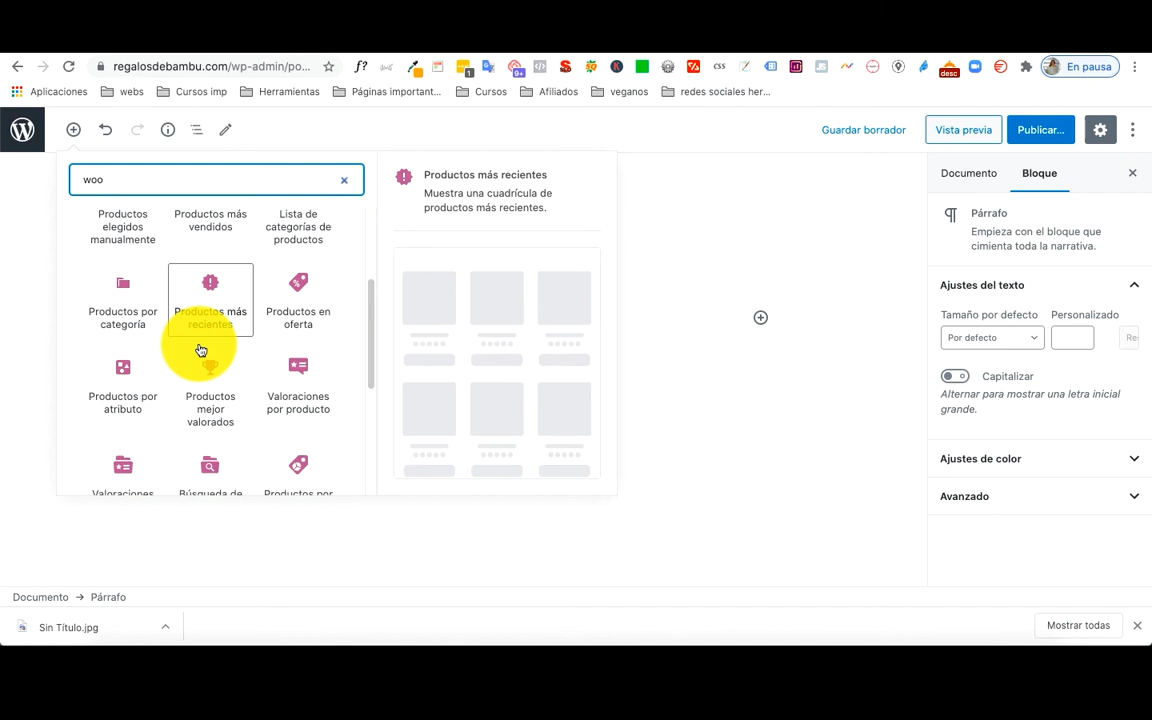 regalosdebambu.com/wp-admin/po...
f?
1
9+
CSS
desc
En pausa
Aplicaciones
webs
Cursos imp
Herramientas
Páginas important...
Cursos
Afiliados
veganos
redes sociales her...
Guardar borrador
Vista previa
Publicar...
woo
Productos elegidos manualmente
Productos más vendidos
Lista de categorías de productos
Productos por categoría
Productos más recientes
Productos en oferta
Productos por atributo
Productos mejor valorados
Valoraciones por producto
Valoraciones
Búsqueda de
Productos por
Productos más recientes
Muestra una cuadrícula de
productos más recientes.
Documento
Bloque
Párrafo
Empieza con el bloque que
cimienta toda la narrativa.
Ajustes del texto
Tamaño por defecto
Personalizado
Por defecto
Re
Capitalizar
Alternar para mostrar una letra inicial
grande.
Ajustes de color
Avanzado
Documento → Párrafo
Sin Título.jpg
Mostrar todas